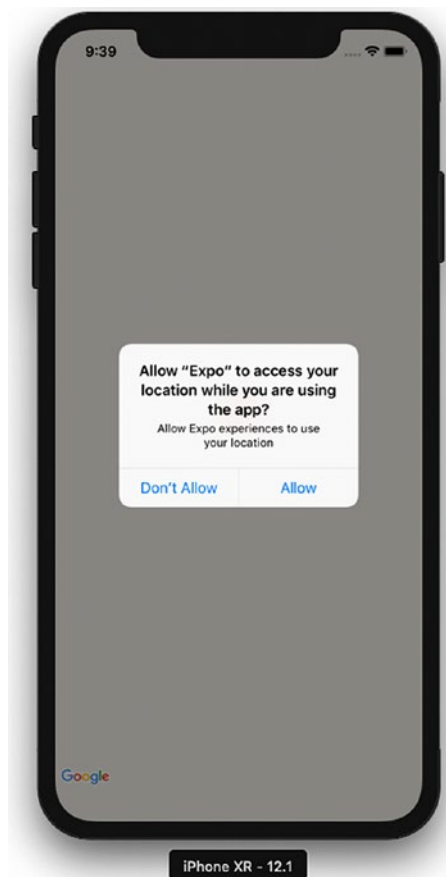 9:39
Allow “Expo” to access your
location while you are using
the app?
Allow Expo experiences to use
your location
Don't Allow
Allow
Google
iPhone XR - 12.1